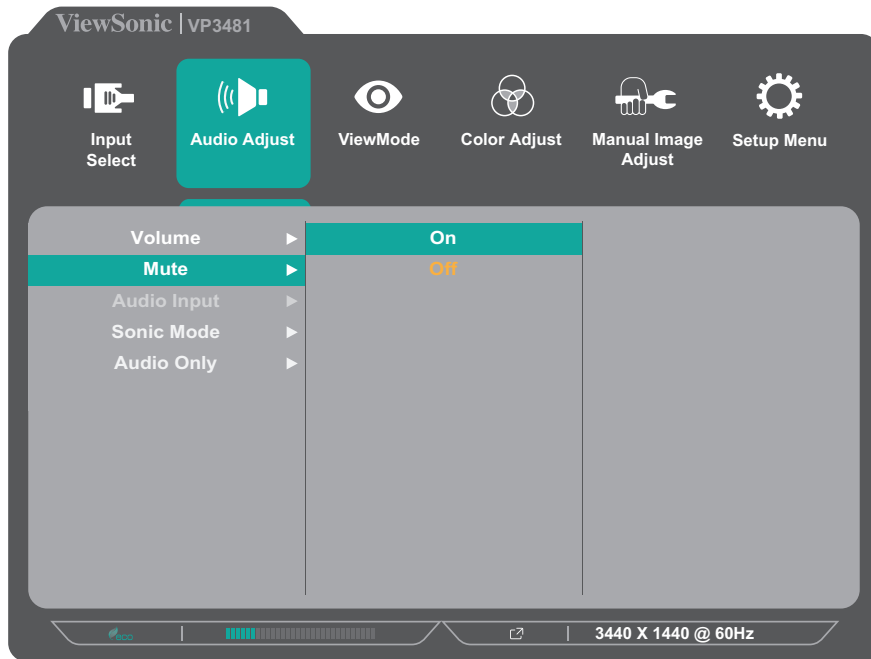 ViewSonic | VP3481
Input Select
Audio Adjust
ViewMode
Color Adjust
Manual Image Adjust
Setup Menu
Volume
On
Mute
Off
Audio Input
Sonic Mode
Audio Only
eco
3440 X 1440 @ 60Hz